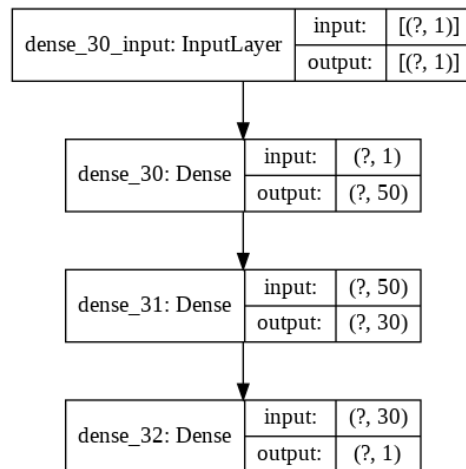 dense_30_input: InputLayer input: [(?, 1)]
output: [(?, 1)]
dense_30: Dense input: (?, 1)
output: (?, 50)
dense_31: Dense input: (?, 50)
output: (?, 30)
dense_32: Dense input: (?, 30)
output: (?, 1)